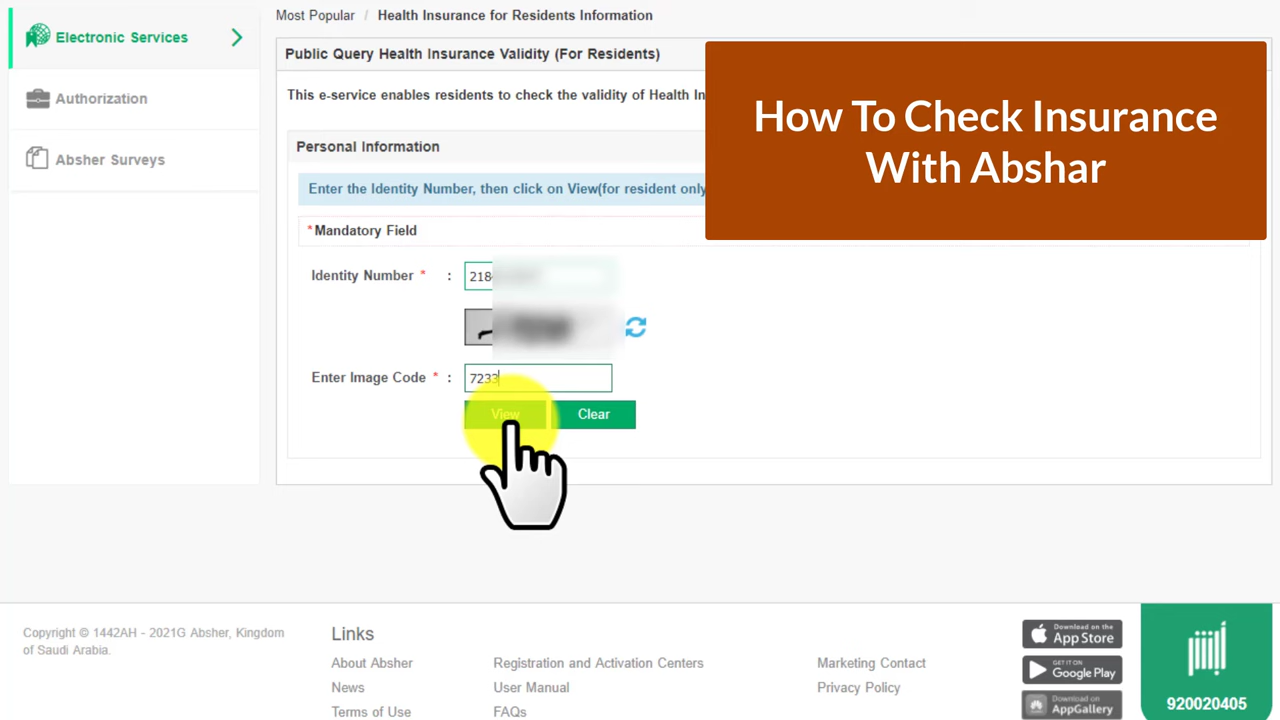 Most Popular / Health Insurance for Residents Information
Electronic Services
Authorization
Absher Surveys
Public Query Health Insurance Validity (For Residents)
This e-service enables residents to check the validity of Health In
How To Check Insurance
With Abshar
Personal Information
Enter the Identity Number, then click on View(for resident only
* Mandatory Field
Identity Number * : 218
Enter Image Code * : 7233
View Clear
Copyright © 1442AH - 2021G Absher, Kingdom
of Saudi Arabia.
Links
About Absher
News
Terms of Use
Registration and Activation Centers
User Manual
FAQs
Marketing Contact
Privacy Policy
Download on the
App Store
GET IT ON
Google Play
Download on
AppGallery
أبشر
920020405